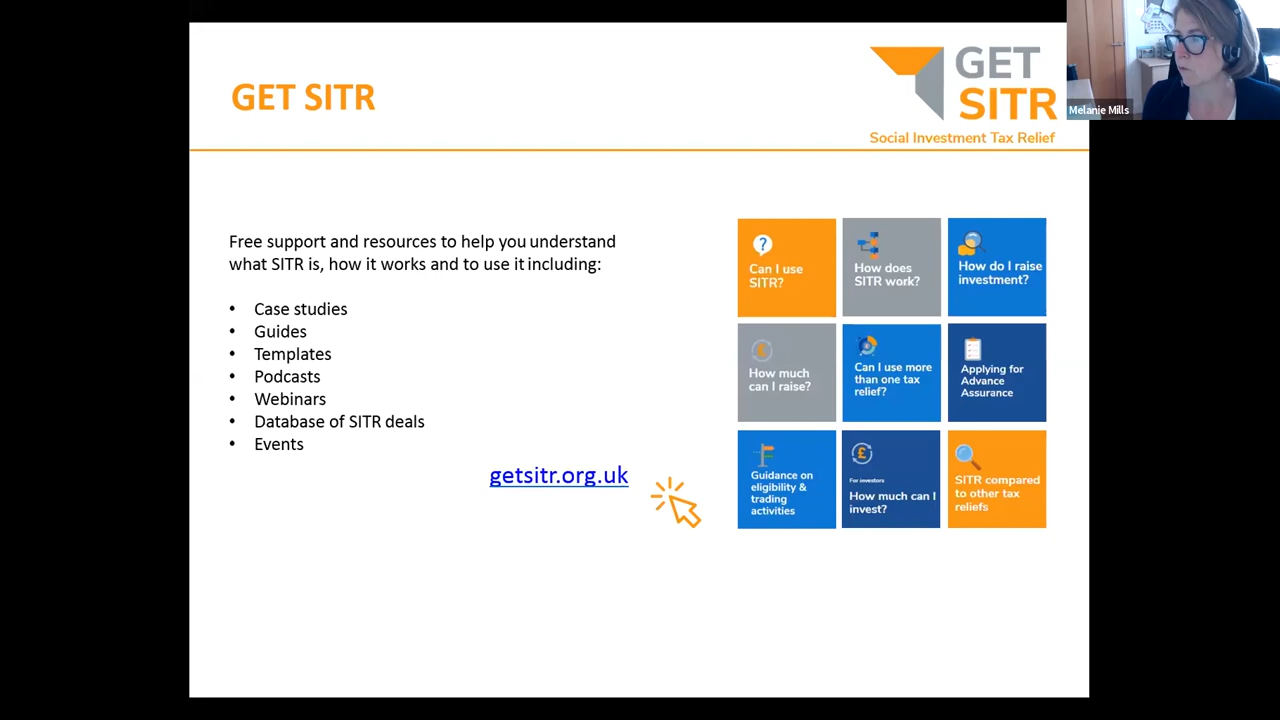 GET SITR
GET
SITR
Social Investment Tax Relief
Melanie Mills
Free support and resources to help you understand
what SITR is, how it works and to use it including:
• Case studies
• Guides
• Templates
• Podcasts
• Webinars
• Database of SITR deals
• Events
getsitr.org.uk
?
Can I use
SITR?
How does
SITR work?
How do I raise
investment?
£
How much
can I raise?
Can I use more
than one tax
relief?
Applying for
Advance
Assurance
Guidance on
eligibility &
trading
activities
£
For investors
How much can I
invest?
SITR compared
to other tax
reliefs